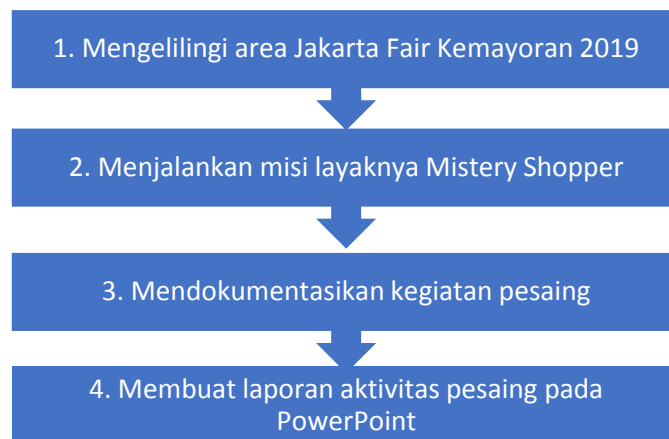 1. Mengelilingi area Jakarta Fair Kemayoran 2019
2. Menjalankan misi layaknya Mistery Shopper
3. Mendokumentasikan kegiatan pesaing
4. Membuat laporan aktivitas pesaing pada
PowerPoint